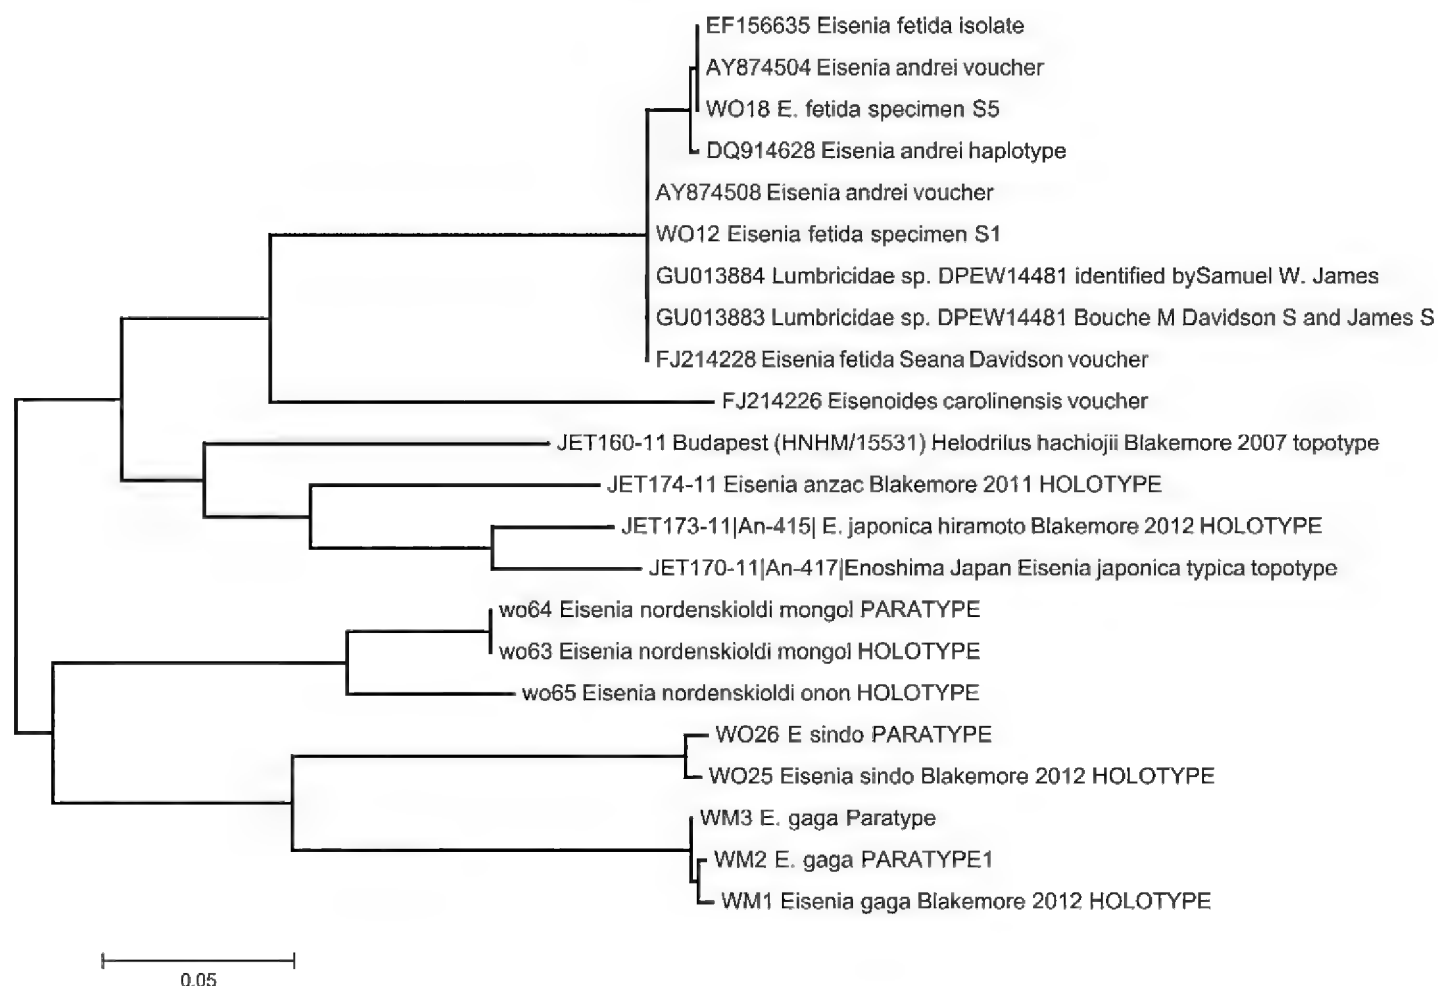 EF156635 Eisenia fetida isolate
AY874504 Eisenia andrei voucher
WO18 E. fetida specimen S5
DQ914628 Eisenia andrei haplotype
AY874508 Eisenia andrei voucher
WO12 Eisenia fetida specimen S1
GU013884 Lumbricidae sp. DPEW14481 identified bySamuel W. James
GU013883 Lumbricidae sp. DPEW14481 Bouche M Davidson S and James S
FJ214228 Eisenia fetida Seana Davidson voucher
FJ214226 Eisenoides carolinensis voucher
JET160-11 Budapest (HNHM/15531) Helodrilus hachiojii Blakemore 2007 topotype
JET174-11 Eisenia anzac Blakemore 2011 HOLOTYPE
JET173-11|An-415| E. japonica hiramoto Blakemore 2012 HOLOTYPE
JET170-11|An-417|Enoshima Japan Eisenia japonica typica topotype
wo64 Eisenia nordenskioldi mongol PARATYPE
wo63 Eisenia nordenskioldi mongol HOLOTYPE
wo65 Eisenia nordenskioldi onon HOLOTYPE
WO26 E sindo PARATYPE
WO25 Eisenia sindo Blakemore 2012 HOLOTYPE
WM3 E. gaga Paratype
WM2 E. gaga PARATYPE1
WM1 Eisenia gaga Blakemore 2012 HOLOTYPE
0.05